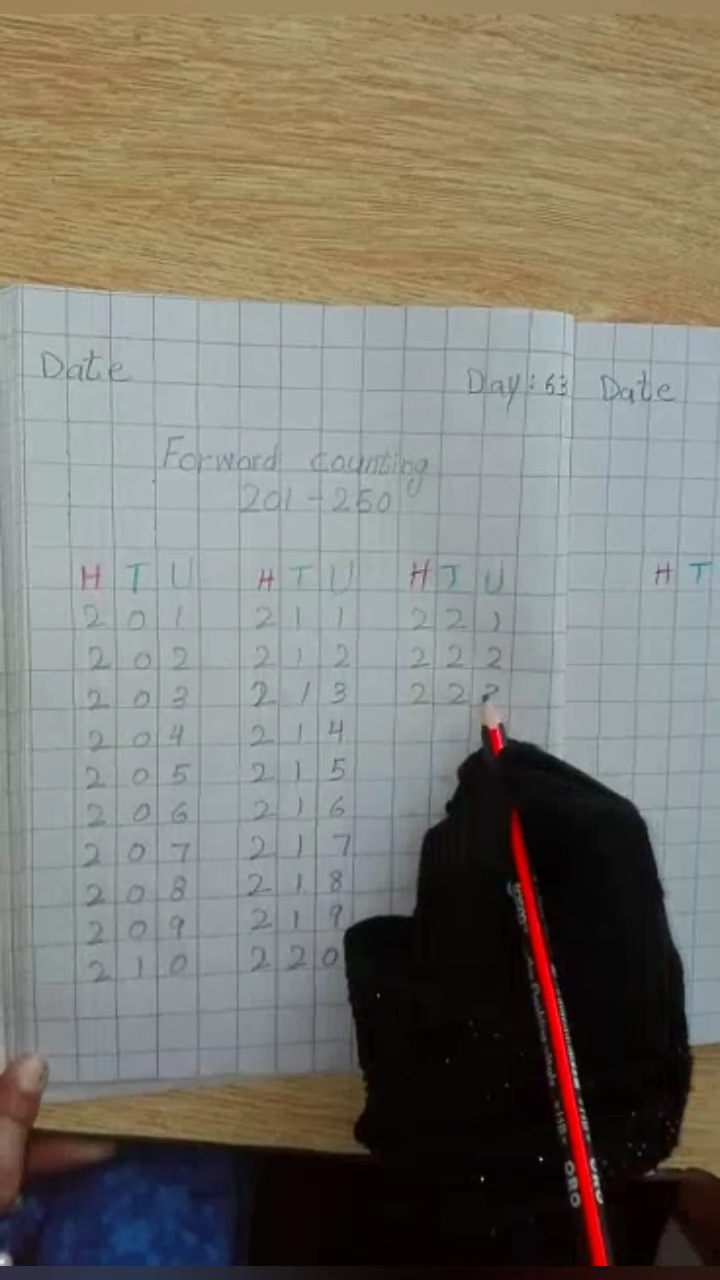 Date Day: 63 Date
Forward counting
201 - 250
H T U H T U H T U H T
2 0 1 2 1 1 2 2 1
2 0 2 2 1 2 2 2 2
2 0 3 2 1 3 2 2 3
2 0 4 2 1 4
2 0 5 2 1 5
2 0 6 2 1 6
2 0 7 2 1 7
2 0 8 2 1 8
2 0 9 2 1 9
2 1 0 2 2 0
ORO